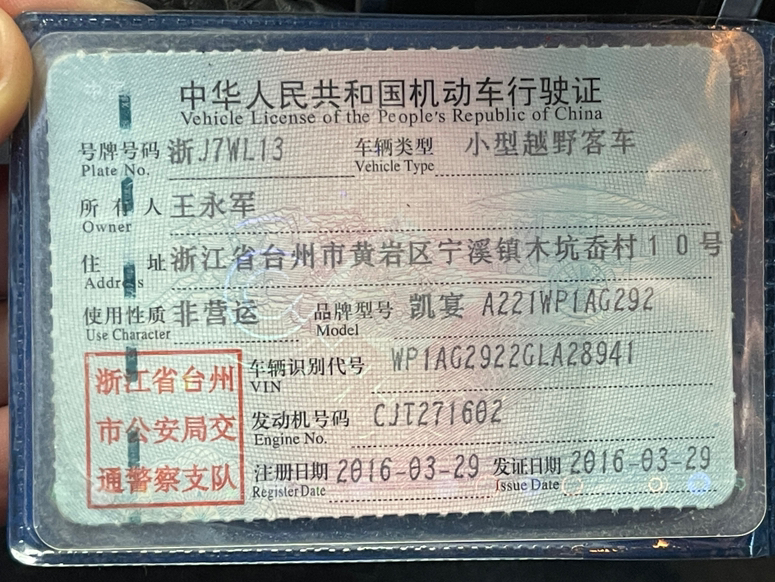 中华人民共和国机动车行驶证
Vehicle License of the People's Republic of China
号牌号码 浙J7WL13 车辆类型 小型越野客车
Plate No. Vehicle Type
所有人 王永军
Owner
住址 浙江省台州市黄岩区宁溪镇木坑岙村10号
Address
使用性质 非营运 品牌型号 凯宴 A221WP1AG292
Use Character Model
浙江省台州
市公安局交
通警察支队
车辆识别代号 WP1AG2922GLA28941
VIN
发动机号码 CJT271602
Engine No.
注册日期 2016-03-29 发证日期 2016-03-29
Register Date Issue Date